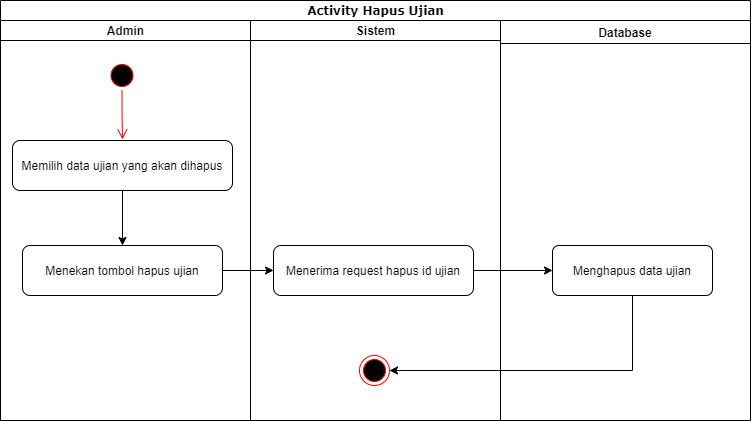 Activity Hapus Ujian
Admin
Sistem
Database
Memilih data ujian yang akan dihapus
Menekan tombol hapus ujian
Menerima request hapus id ujian
Menghapus data ujian